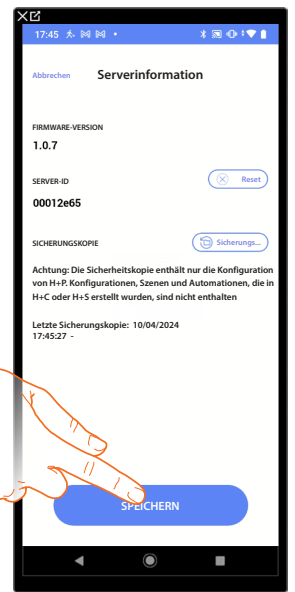 17:45
Abbrechen Serverinformation
FIRMWARE-VERSION
1.0.7
SERVER-ID Reset
00012e65
SICHERUNGSKOPIE Sicherungs...
Achtung: Die Sicherheitskopie enthält nur die Konfiguration
von H+P. Konfigurationen, Szenen und Automationen, die in
H+C oder H+S erstellt wurden, sind nicht enthalten
Letzte Sicherungskopie: 10/04/2024
17:45:27 -
SPEICHERN